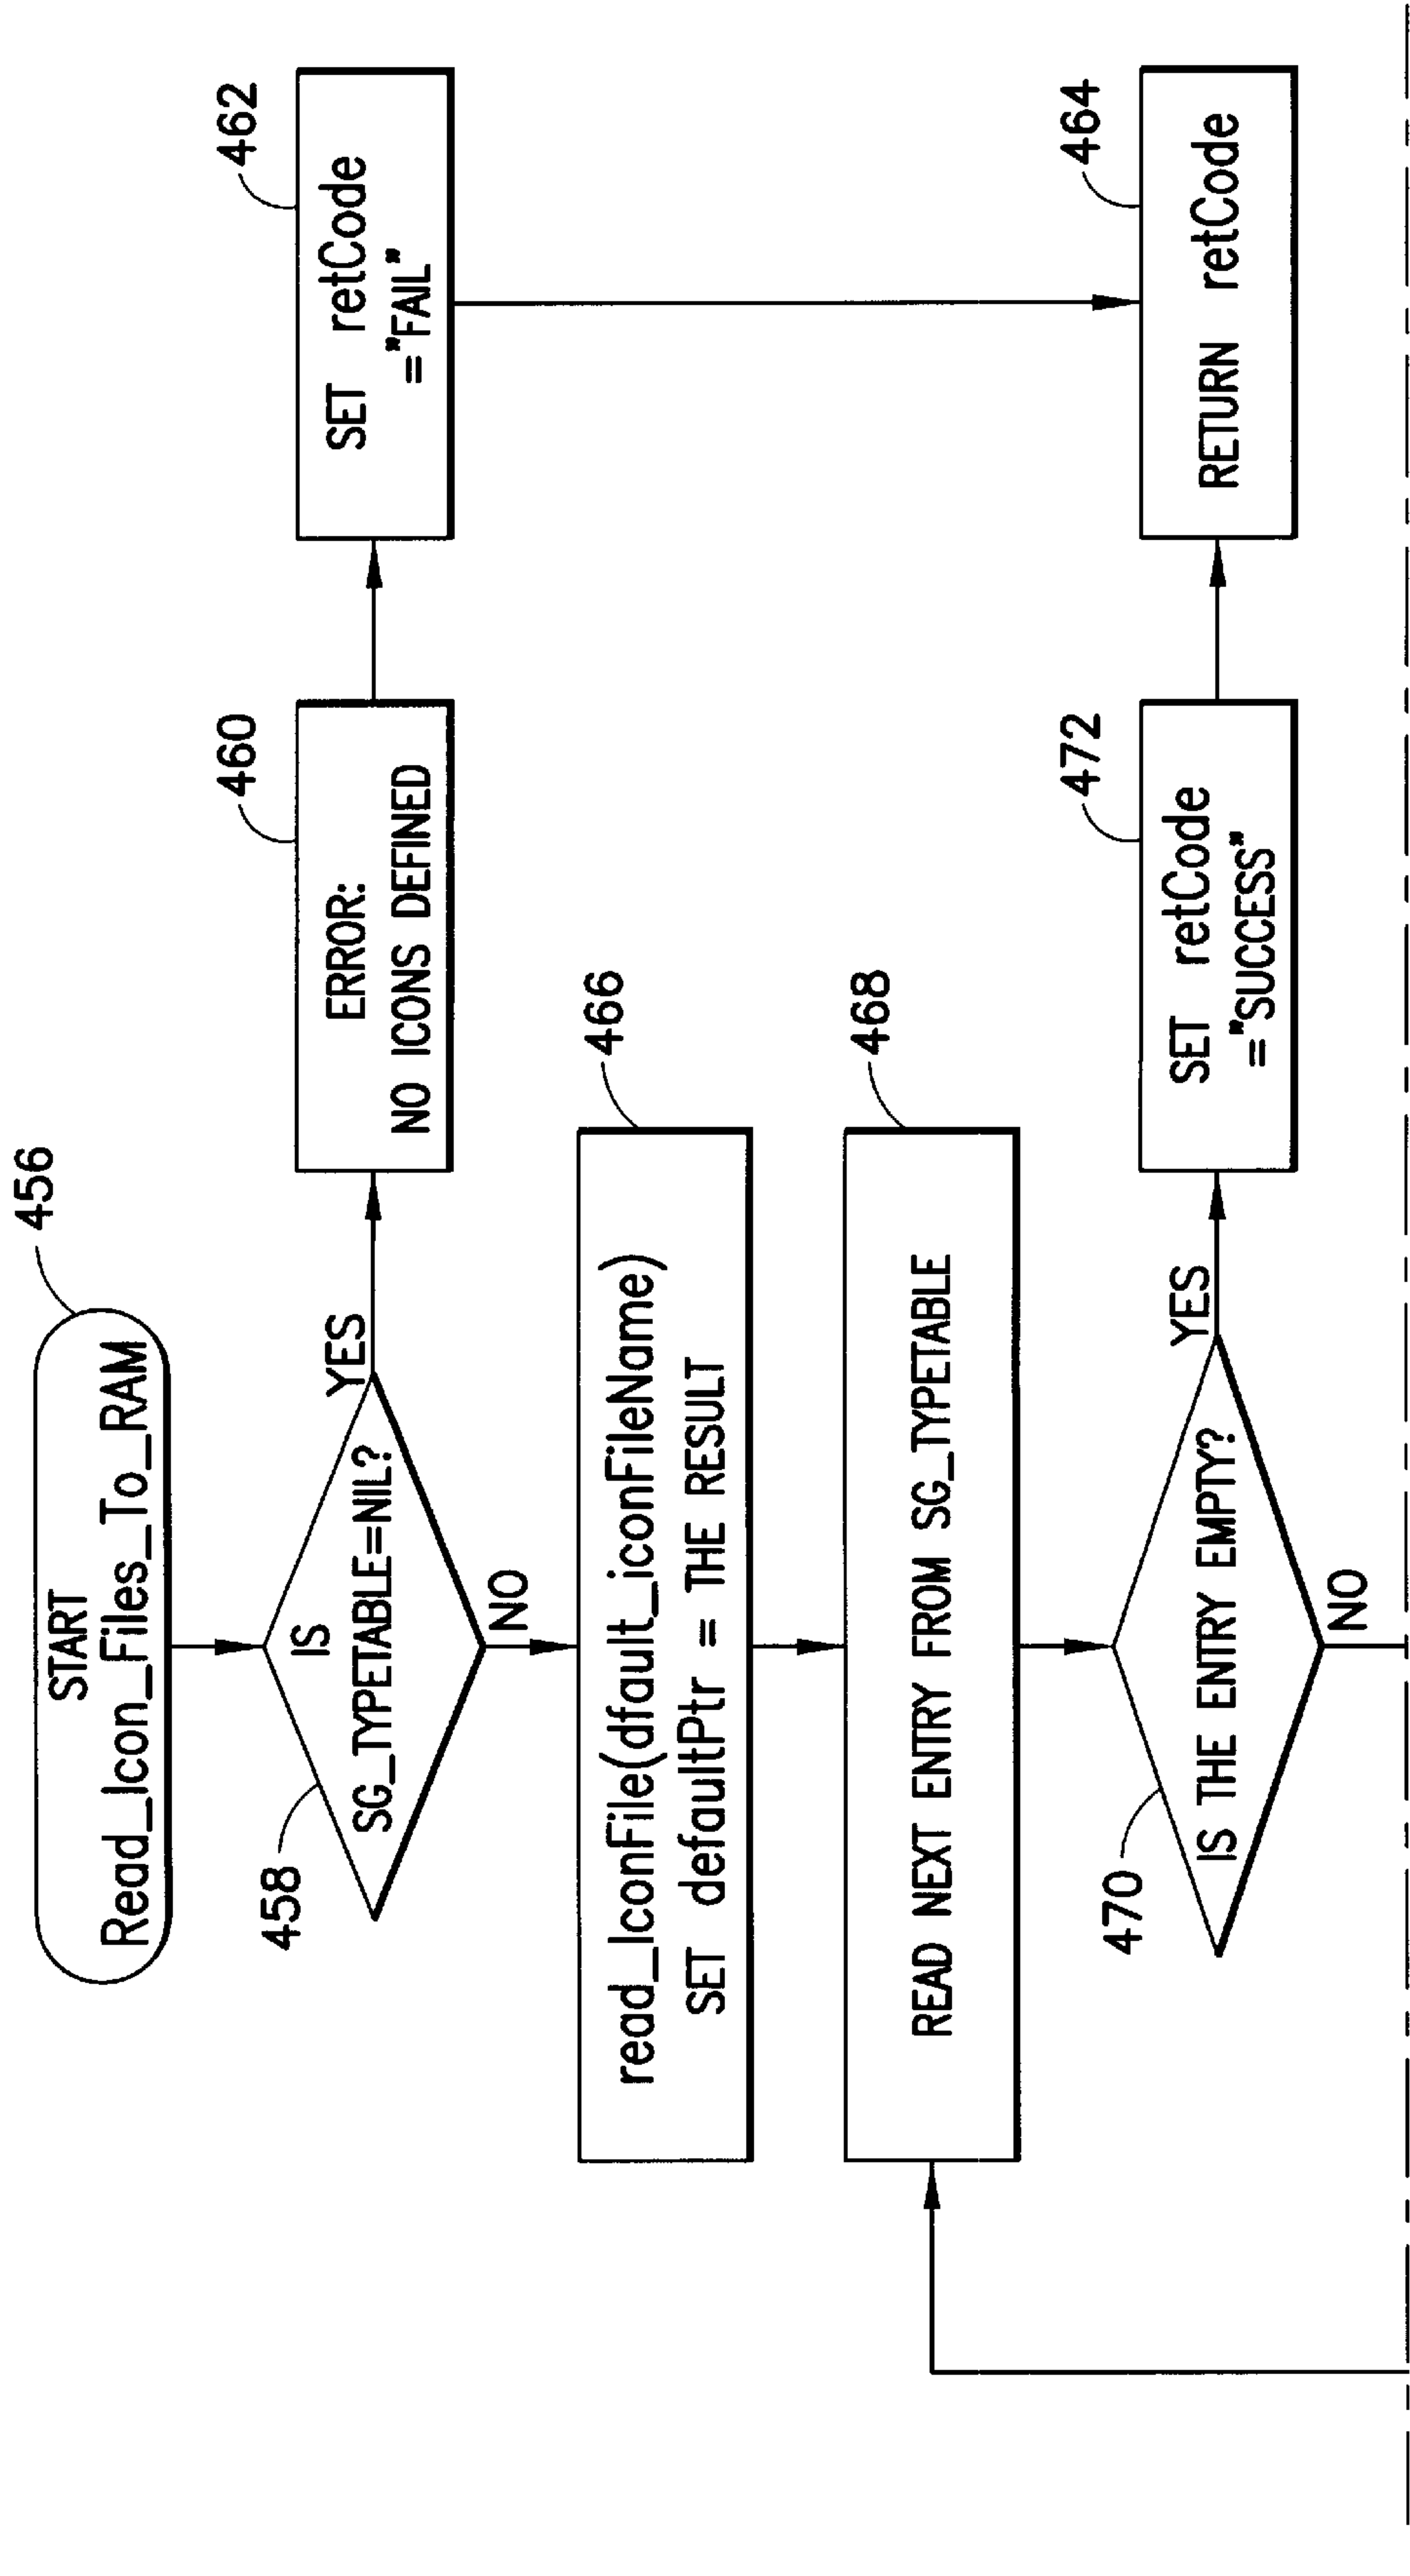 456
START
Read_Icon_Files_To_RAM
458
IS
SG_TYPETABLE=NIL?
YES
NO
460
ERROR:
NO ICONS DEFINED
462
SET retCode
="FAIL"
466
read_IconFile(dfault_iconFileName)
SET defaultPtr = THE RESULT
468
READ NEXT ENTRY FROM SG_TYPETABLE
470
IS THE ENTRY EMPTY?
YES
NO
472
SET retCode
="SUCCESS"
464
RETURN retCode